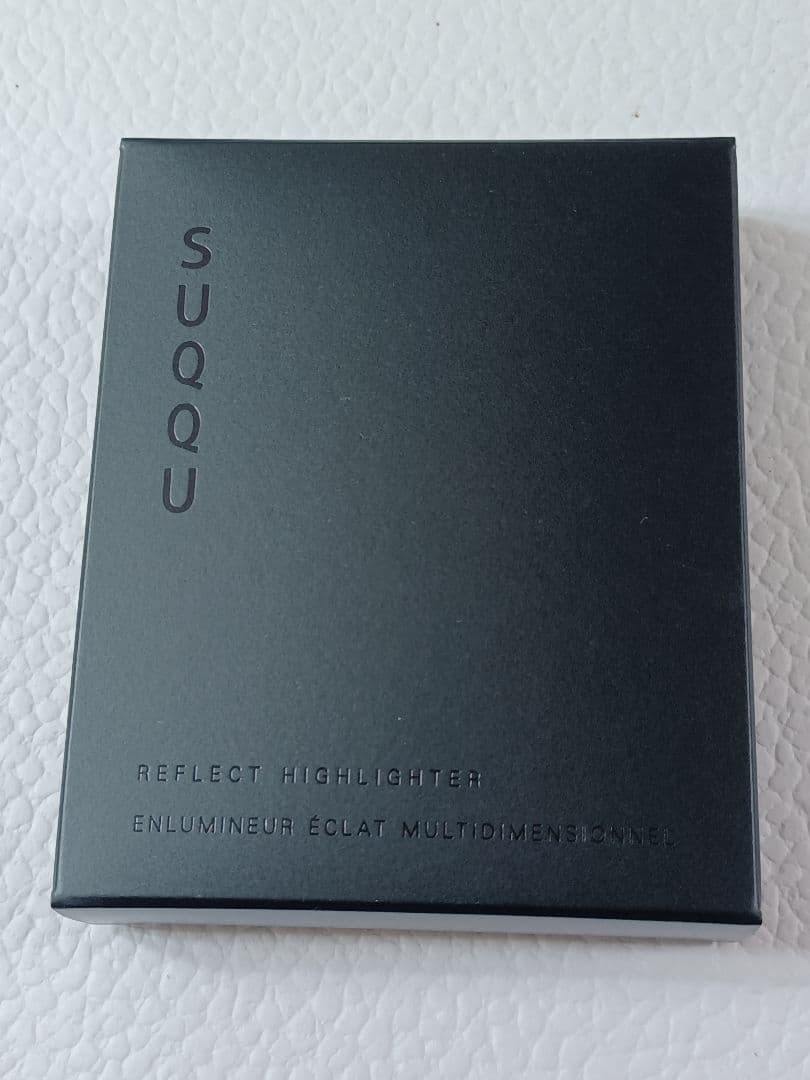 SUQQU
REFLECT HIGHLIGHTER
ENLUMINEUR ÉCLAT MULTIDIMENSIONNEL